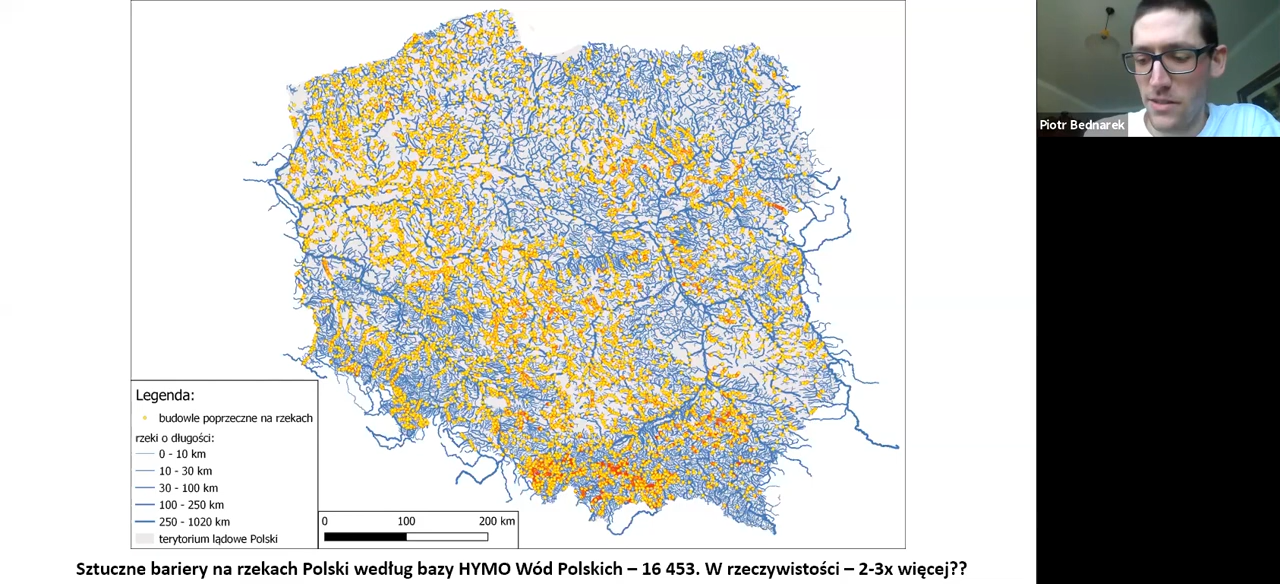 Piotr Bednarek
Legenda:
budowle poprzeczne na rzekach
rzeki o długości:
0 - 10 km
10 - 30 km
30 - 100 km
100 - 250 km
250 - 1020 km
terytorium lądowe Polski
0 100 200 km
Sztuczne bariery na rzekach Polski według bazy HYMO Wód Polskich – 16 453. W rzeczywistości – 2-3x więcej??